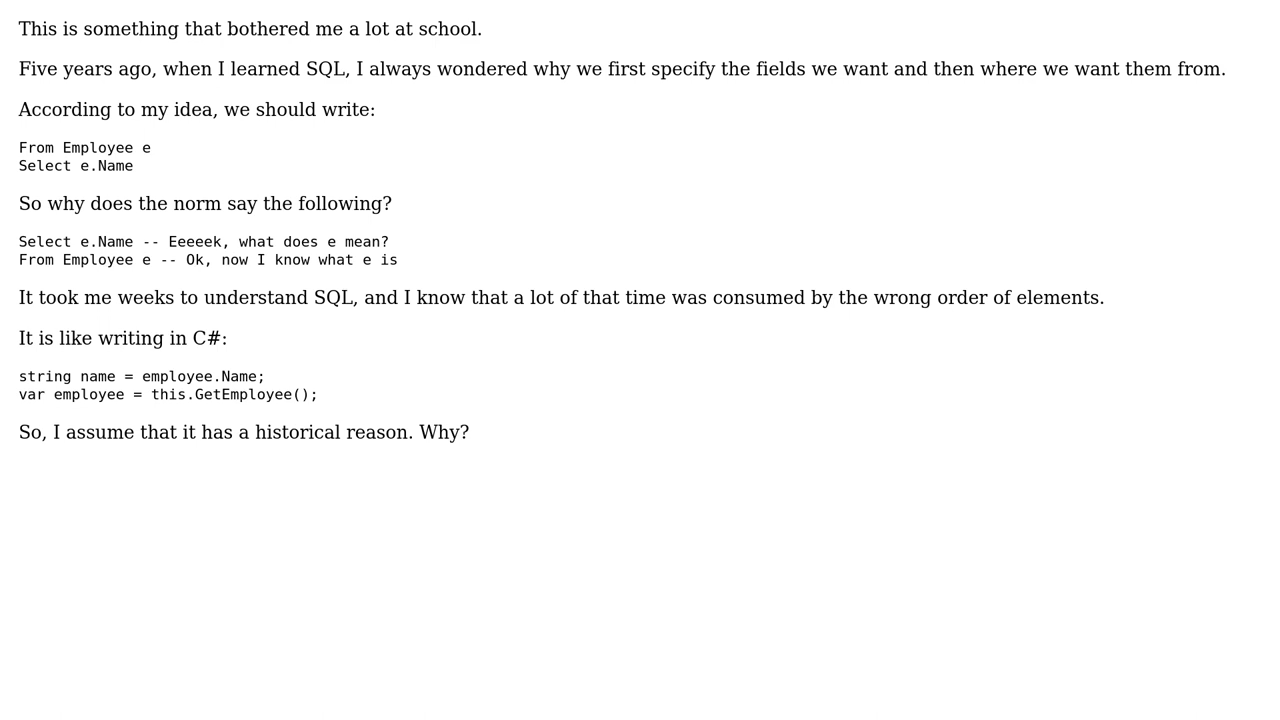 This is something that bothered me a lot at school.
Five years ago, when I learned SQL, I always wondered why we first specify the fields we want and then where we want them from.
According to my idea, we should write:
From Employee e
Select e.Name
So why does the norm say the following?
Select e.Name -- Eeeeek, what does e mean?
From Employee e -- Ok, now I know what e is
It took me weeks to understand SQL, and I know that a lot of that time was consumed by the wrong order of elements.
It is like writing in C#:
string name = employee.Name;
var employee = this.GetEmployee();
So, I assume that it has a historical reason. Why?